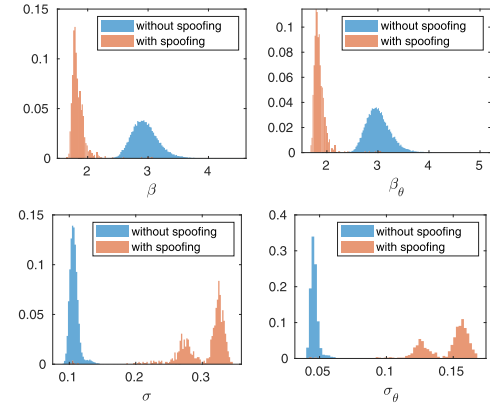 0.15
0.1
0.05
0
without spoofing
with spoofing
2 3 4
β
0.1
0.08
0.06
0.04
0.02
0
without spoofing
with spoofing
2 3 4 5
β_θ
0.15
0.1
0.05
0
without spoofing
with spoofing
0.1 0.2 0.3
σ
0.4
0.3
0.2
0.1
0
without spoofing
with spoofing
0.05 0.1 0.15
σ_θ